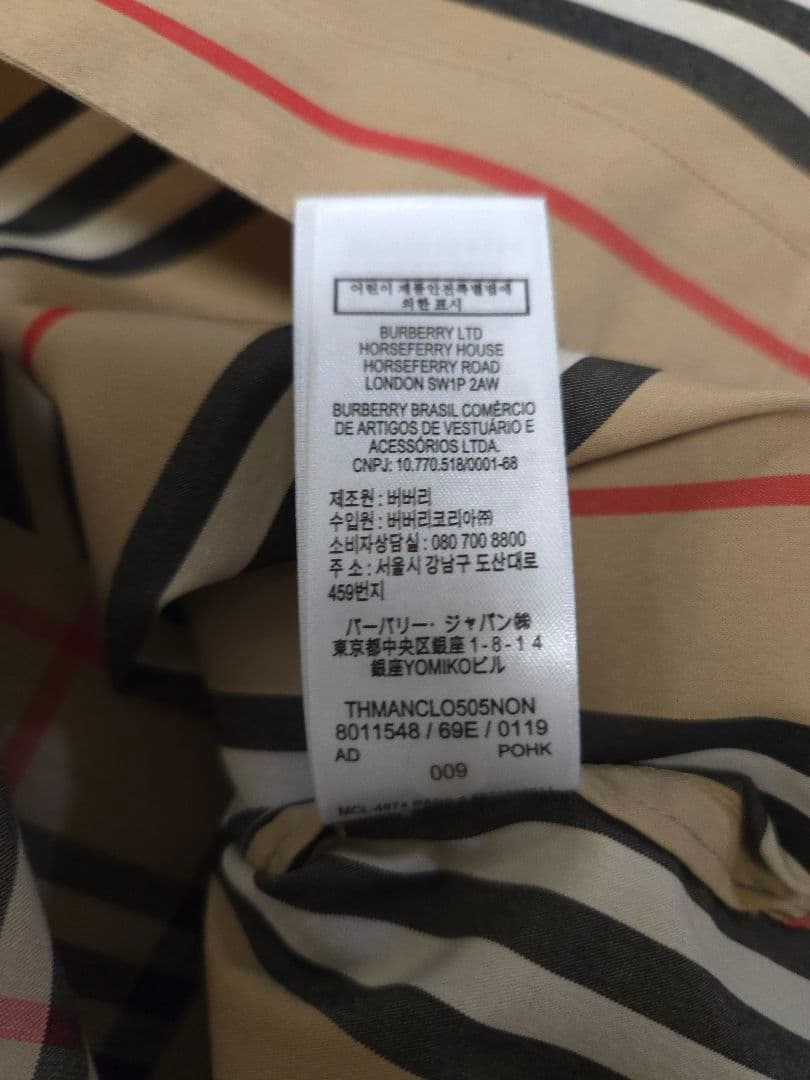 어린이 제품안전특별법에
의한 표시
BURBERRY LTD
HORSEFERRY HOUSE
HORSEFERRY ROAD
LONDON SW1P 2AW
BURBERRY BRASIL COMÉRCIO
DE ARTIGOS DE VESTUÁRIO E
ACESSÓRIOS LTDA.
CNPJ: 10.770.518/0001-68
제조원 : 버버리
수입원 : 버버리코리아㈜
소비자상담실 : 080 700 8800
주 소 : 서울시 강남구 도산대로
459번지
バーバリー・ジャパン㈱
東京都中央区銀座1-8-14
銀座YOMIKOビル
THMANCLO505NON
8011548 / 69E / 0119
AD POHK
009